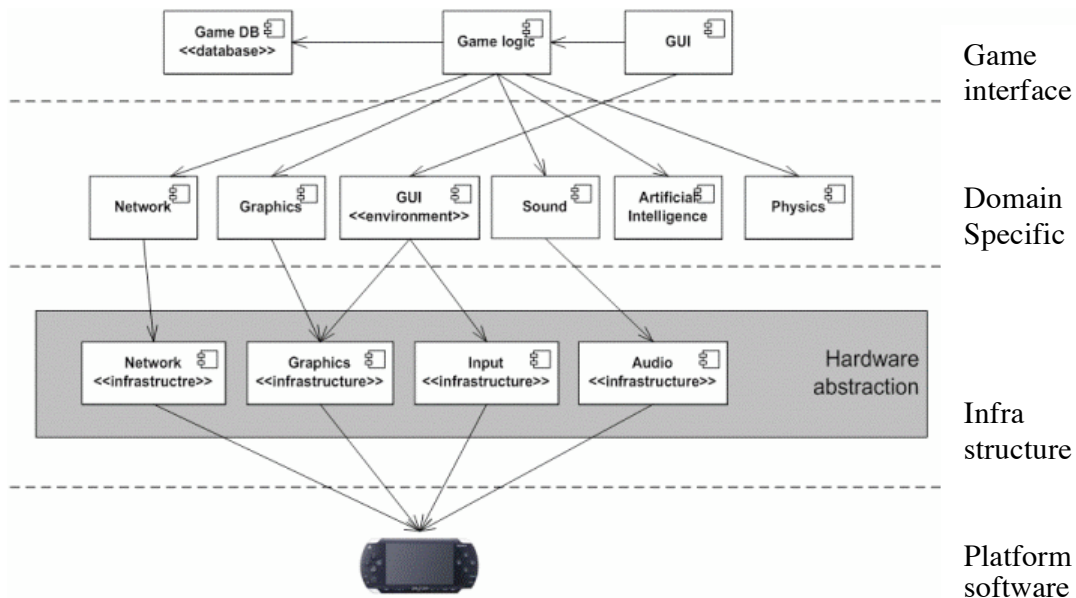 Game DB
<<database>>
Game logic
GUI
Game
interface
Network
Graphics
GUI
<<environment>>
Sound
Artificial
Intelligence
Physics
Domain
Specific
Network
<<infrastructre>>
Graphics
<<infrastructure>>
Input
<<infrastructure>>
Audio
<<infrastructure>>
Hardware
abstraction
Infra
structure
Platform
software